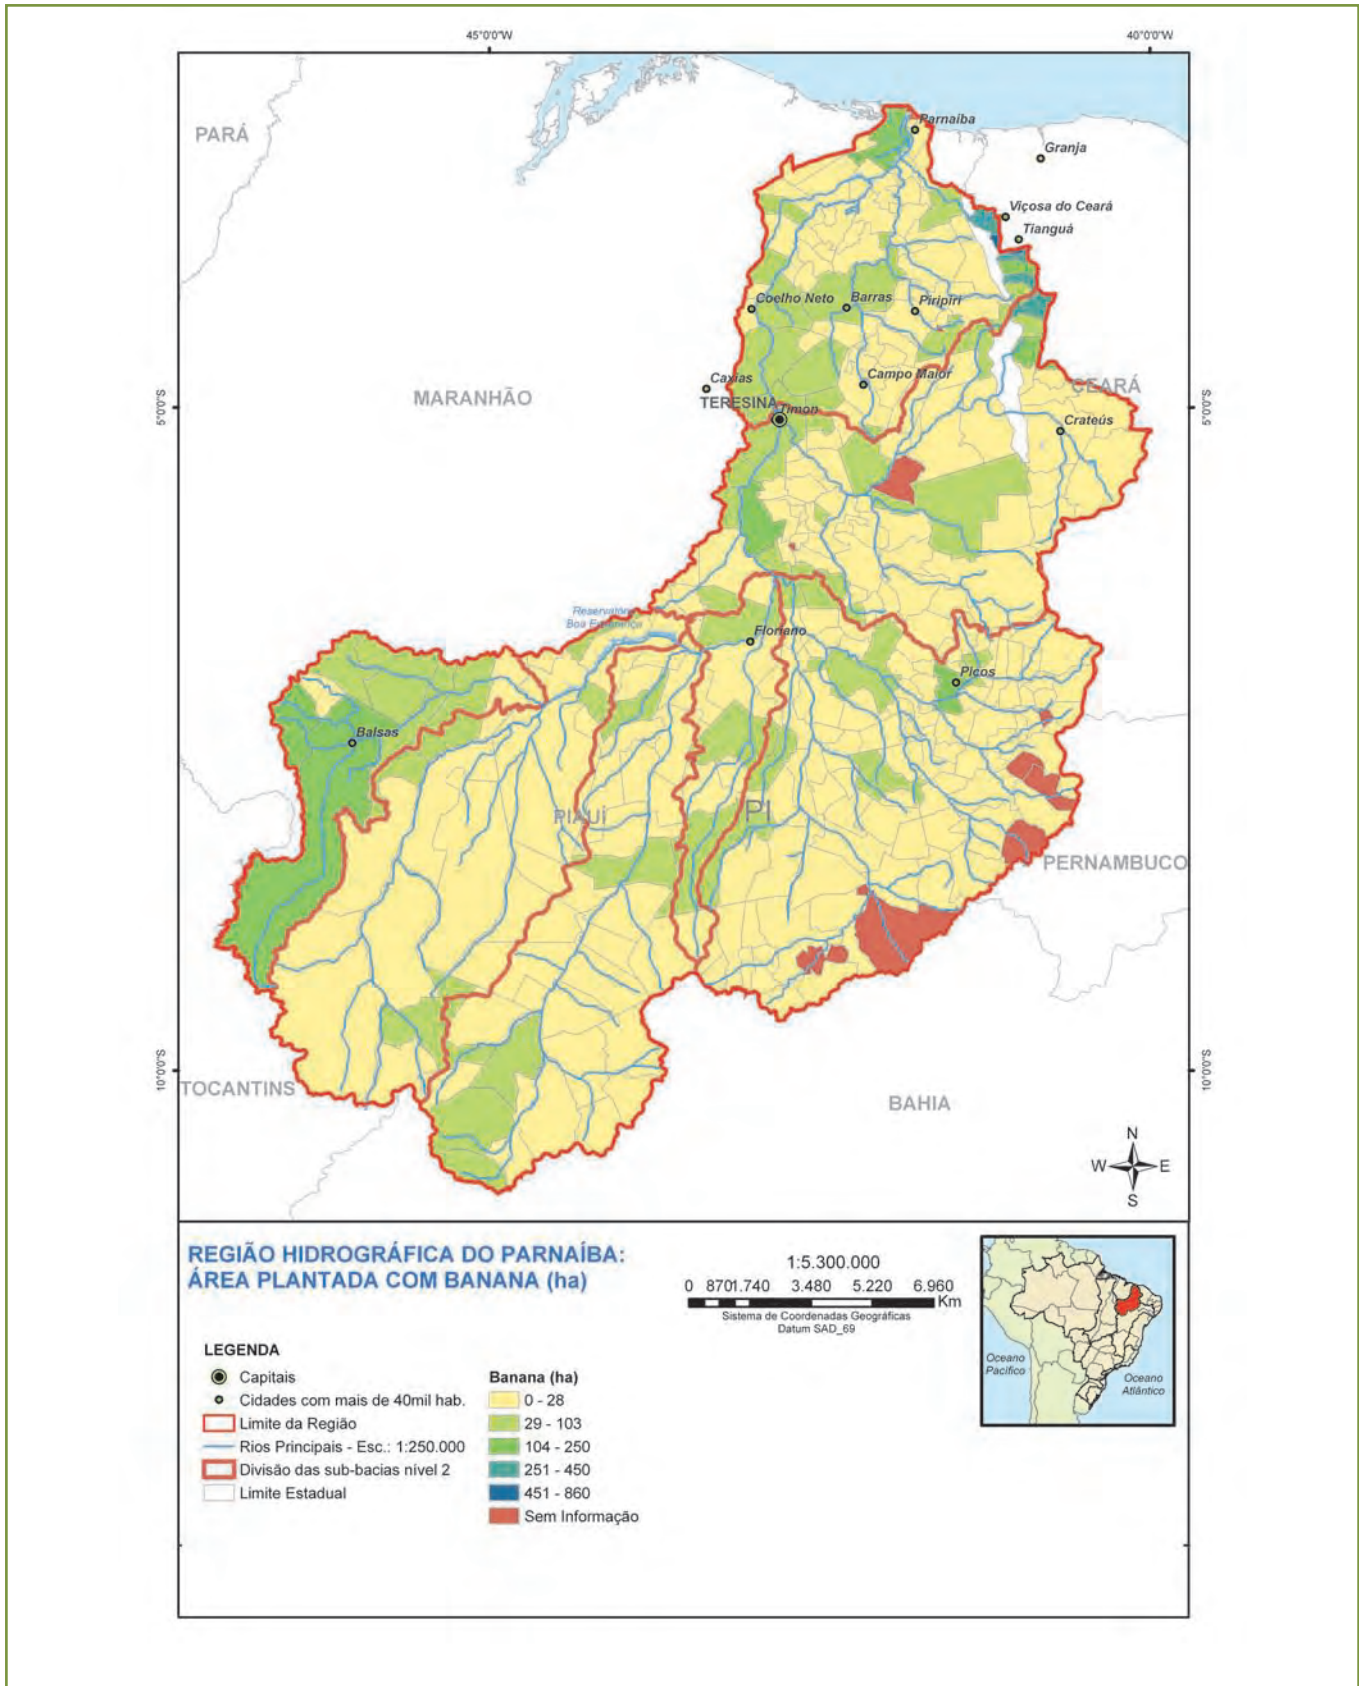 45°0'0"W
40°0'0"W
PARÁ
Parnaíba
Granja
Viçosa do Ceará
Tianguá
Coelho Neto
Barras
Piripiri
Caxias
Campo Maior
MARANHÃO
CEARÁ
TERESINA
Timon
5°0'0"S
5°0'0"S
Crateús
Boa Esperança
Floriano
Picos
Balsas
PIAUÍ
PI
PERNAMBUCO
10°0'0"S
10°0'0"S
TOCANTINS
BAHIA
N
W
E
S
REGIÃO HIDROGRÁFICA DO PARNAÍBA:
ÁREA PLANTADA COM BANANA (ha)
1:5.300.000
0 870 1.740 3.480 5.220 6.960
Km
Sistema de Coordenadas Geográficas
Datum SAD_69
LEGENDA
Capitais
Cidades com mais de 40mil hab.
Limite da Região
Rios Principais - Esc.: 1:250.000
Divisão das sub-bacias nível 2
Limite Estadual
Banana (ha)
0 - 28
29 - 103
104 - 250
251 - 450
451 - 860
Sem Informação
Oceano
Pacífico
Oceano
Atlântico